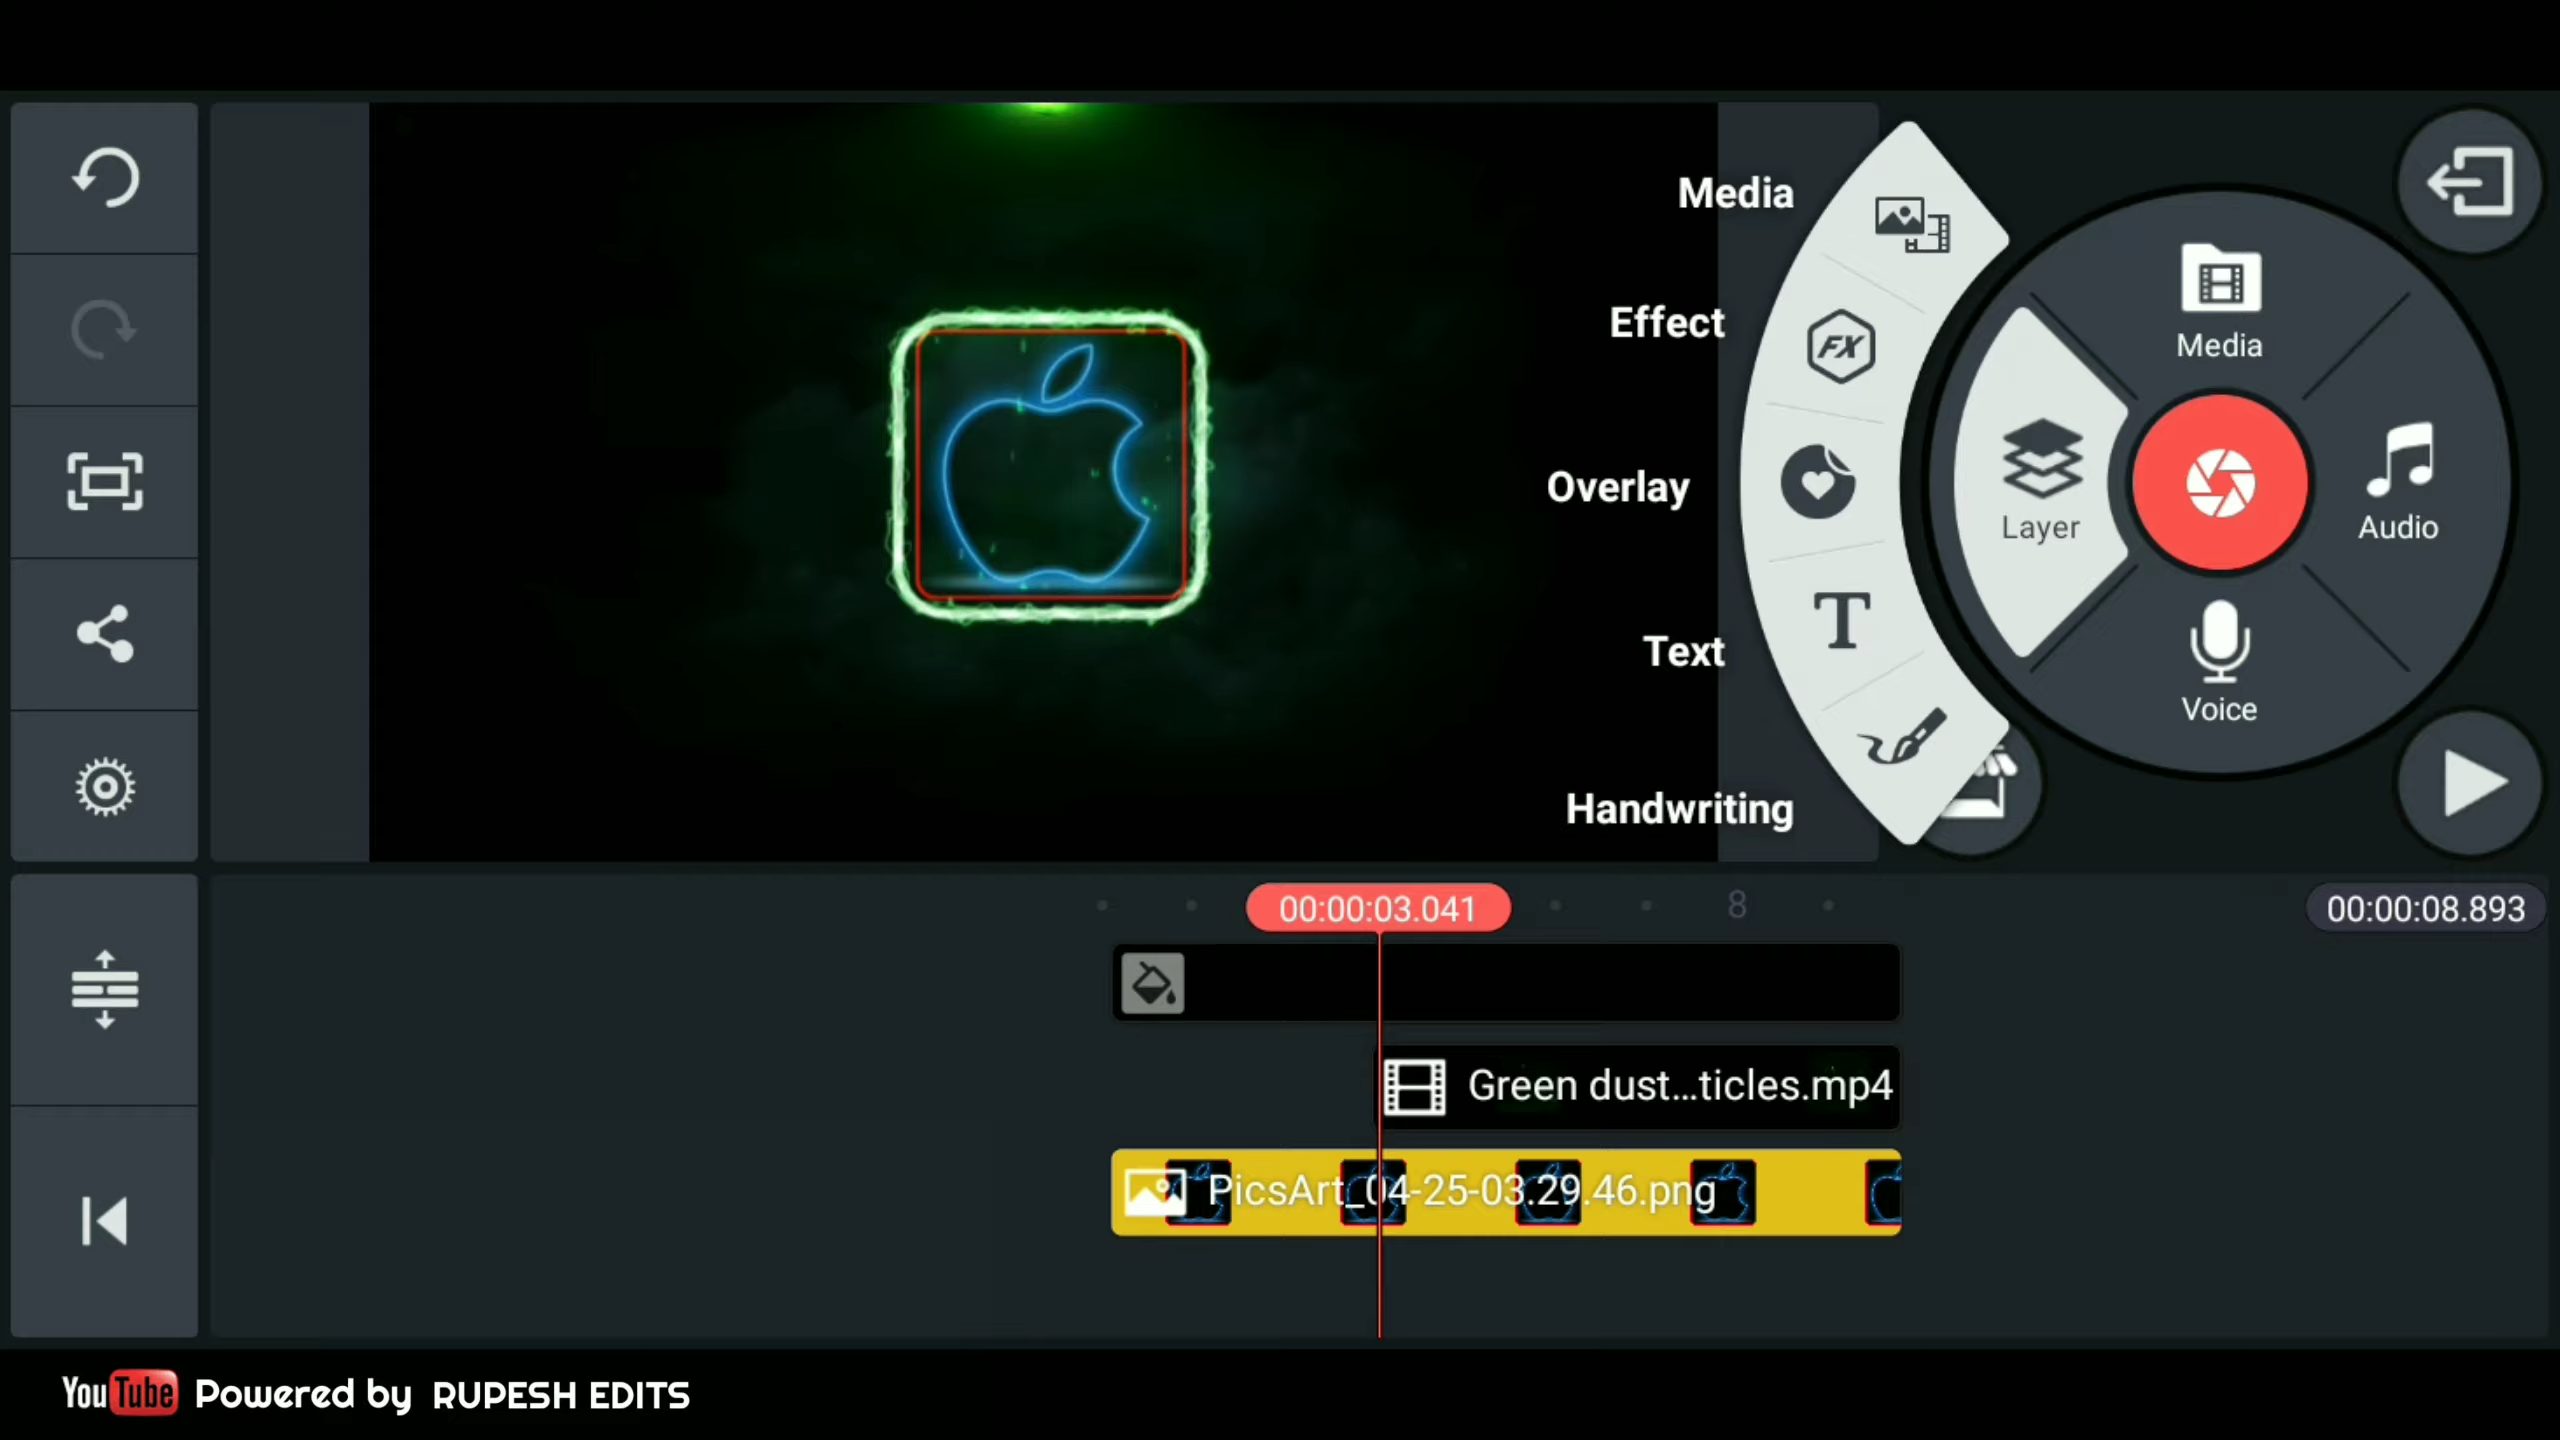 Media
Effect
Overlay
Text
Handwriting
FX
T
Media
Layer
Audio
Voice
00:00:03.041
8
00:00:08.893
Green dust...ticles.mp4
PicsArt_04-25-03.29.46.png
YouTube Powered by RUPESH EDITS